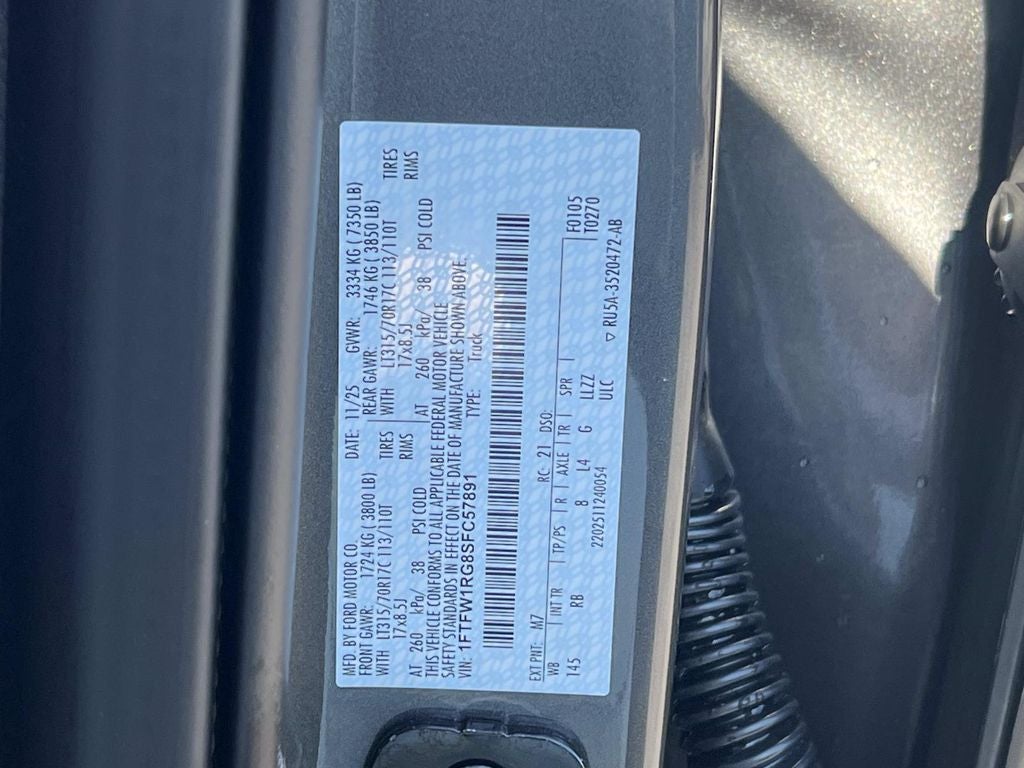 MFD. BY FORD MOTOR CO. DATE: 11/25 GVWR: 3334 KG ( 7350 LB)
FRONT GAWR: 1724 KG ( 3800 LB) REAR GAWR: 1746 KG ( 3850 LB)
WITH LT315/70R17C 113/110T TIRES WITH LT315/70R17C 113/110T TIRES
17x8.5J RIMS 17x8.5J RIMS
AT 260 kPa/ 38 PSI COLD AT 260 kPa/ 38 PSI COLD
THIS VEHICLE CONFORMS TO ALL APPLICABLE FEDERAL MOTOR VEHICLE
SAFETY STANDARDS IN EFFECT ON THE DATE OF MANUFACTURE SHOWN ABOVE.
VIN: 1FTFW1RG8SFC57891 TYPE: Truck
EXT PNT: M7 RC: 21 DSO: F0105
WB INT TR TP/PS R AXLE TR SPR T0270
145 RB 8 L4 G LLZZ
2202511240054 ULC
▽ RU5A-3520472-AB